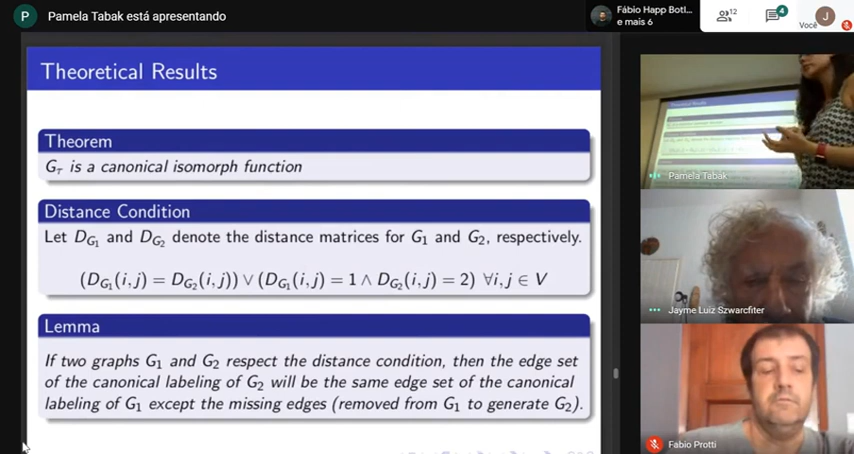 P
Pamela Tabak está apresentando
Fábio Happ Botl...
e mais 6
12
4
Você
J
Theoretical Results
Theorem
Gτ is a canonical isomorph function
Distance Condition
Let D_G₁ and D_G₂ denote the distance matrices for G₁ and G₂, respectively.
(D_G₁(i,j) = D_G₂(i,j)) ∨ (D_G₁(i,j) = 1 ∧ D_G₂(i,j) = 2) ∀i,j ∈ V
Lemma
If two graphs G₁ and G₂ respect the distance condition, then the edge set
of the canonical labeling of G₂ will be the same edge set of the canonical
labeling of G₁ except the missing edges (removed from G₁ to generate G₂).
Theoretical Results
Pamela Tabak
Jayme Luiz Szwarcfiter
Fabio Protti